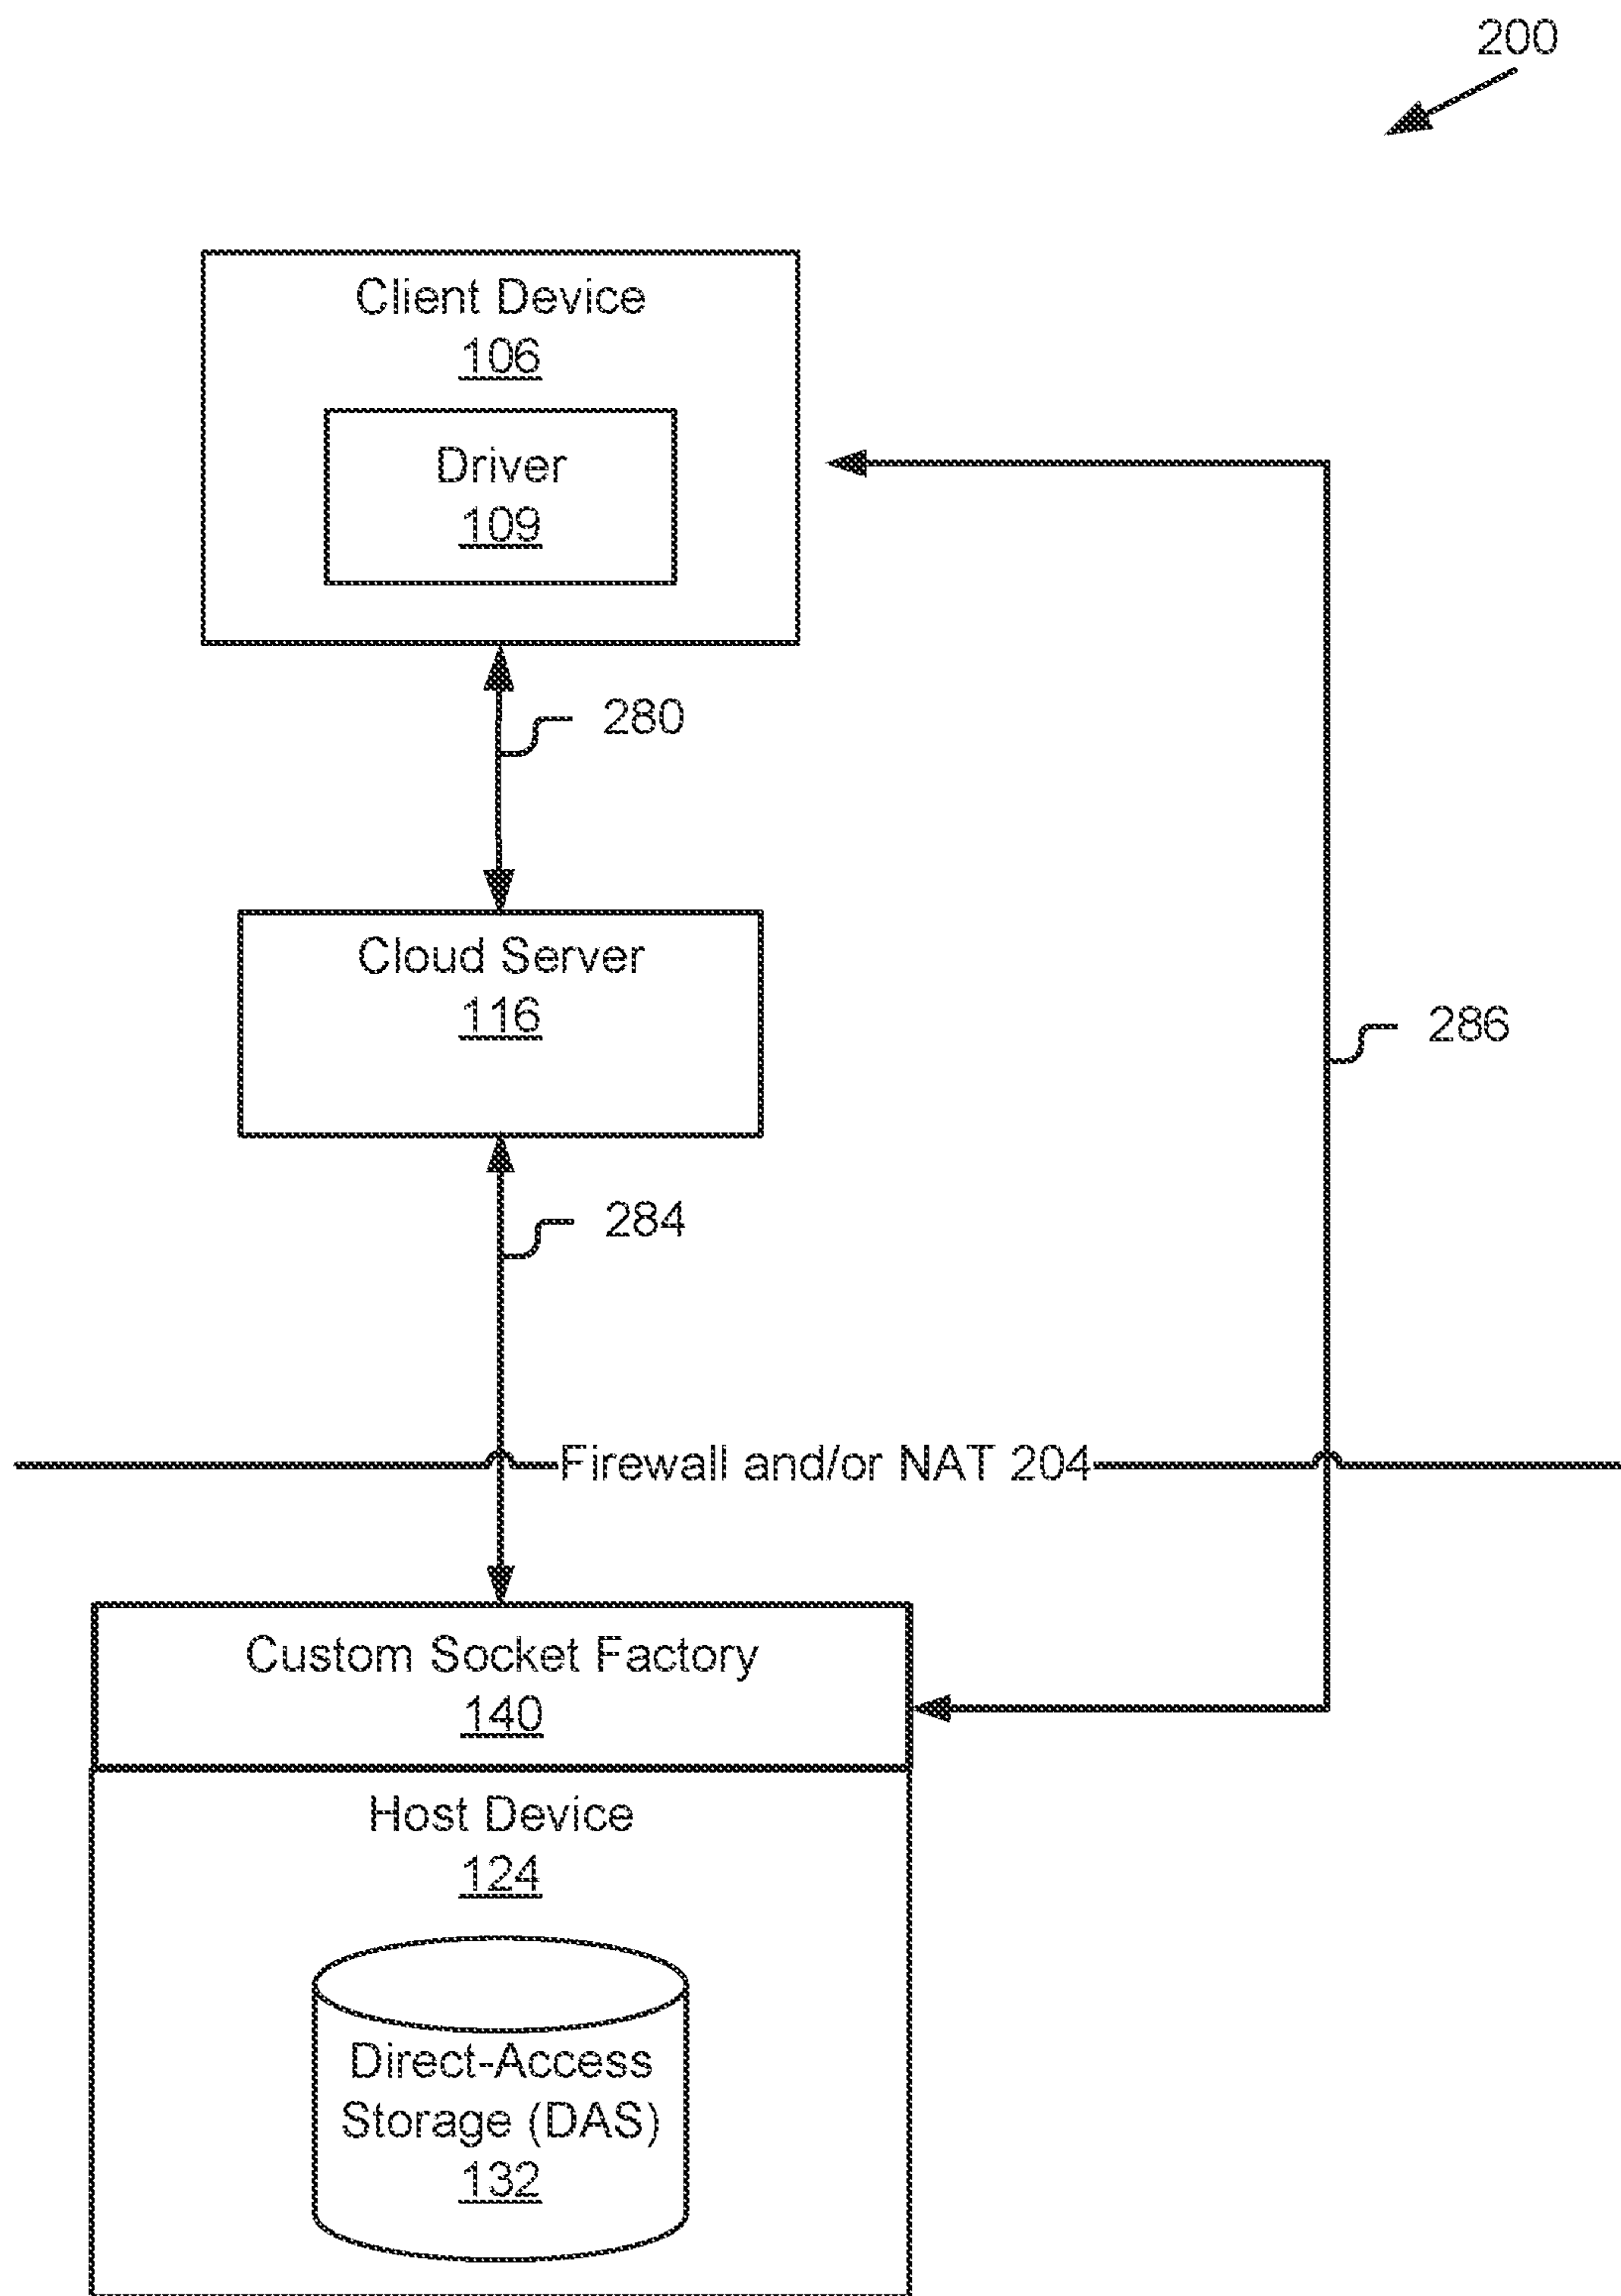 200
Client Device
106
Driver
109
280
Cloud Server
116
286
284
Firewall and/or NAT 204
Custom Socket Factory
140
Host Device
124
Direct-Access
Storage (DAS)
132